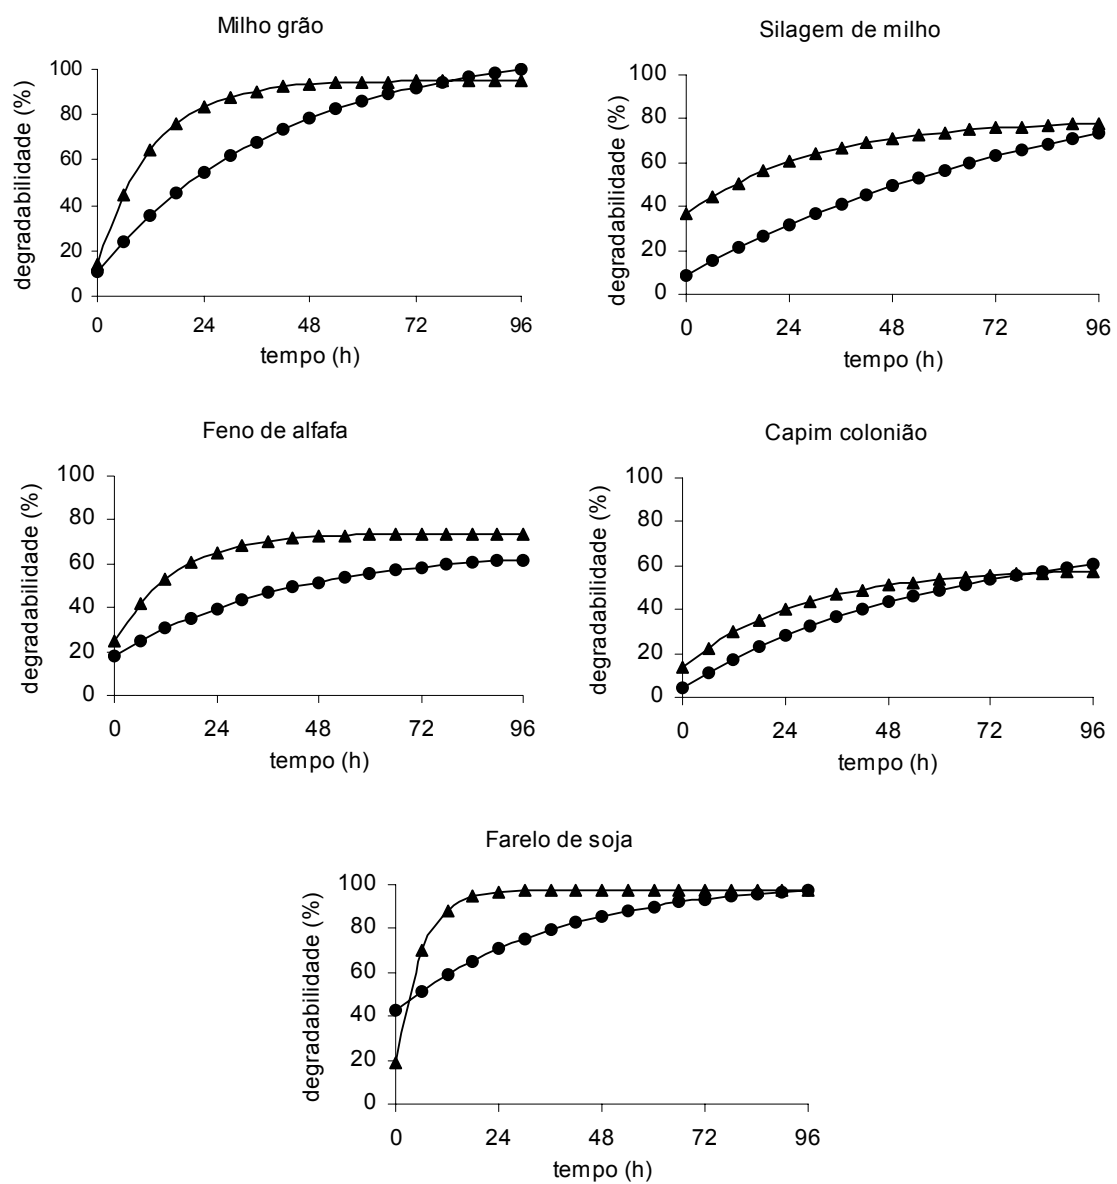 Milho grão
degradabilidade (%)
100
80
60
40
20
0
0 24 48 72 96
tempo (h)
Silagem de milho
degradabilidade (%)
100
80
60
40
20
0
0 24 48 72 96
tempo (h)
Feno de alfafa
degradabilidade (%)
100
80
60
40
20
0
0 24 48 72 96
tempo (h)
Capim colonião
degradabilidade (%)
100
80
60
40
20
0
0 24 48 72 96
tempo (h)
Farelo de soja
degradabilidade (%)
100
80
60
40
20
0
0 24 48 72 96
tempo (h)